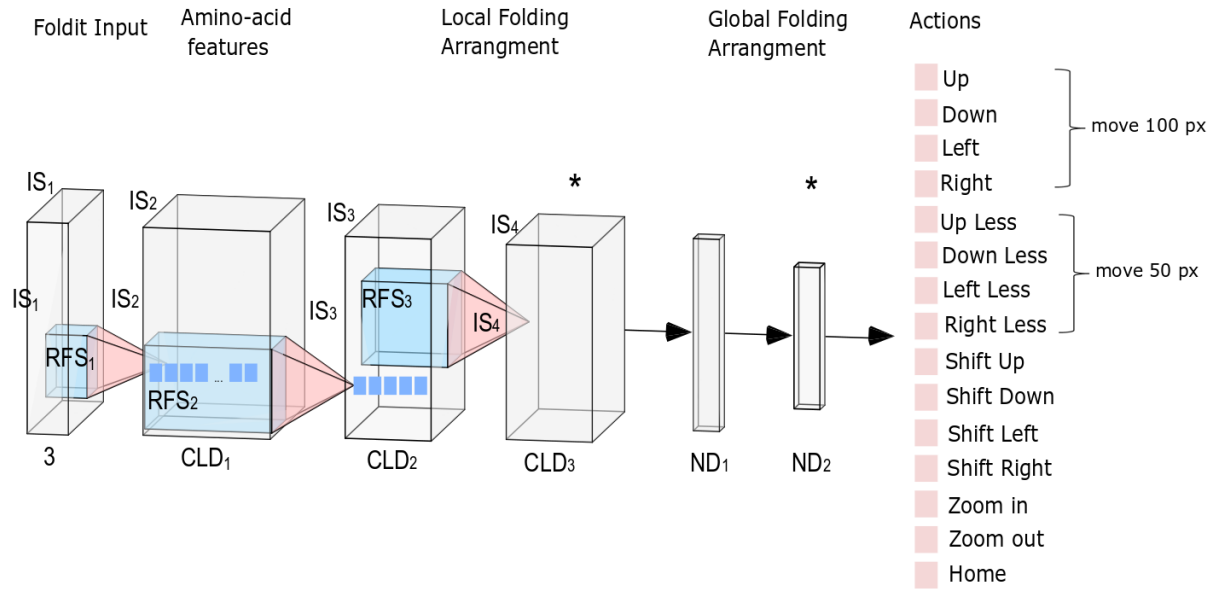 Foldit Input
Amino-acid
features
Local Folding
Arrangment
Global Folding
Arrangment
Actions
Up
Down
Left
Right
move 100 px
Up Less
Down Less
Left Less
Right Less
move 50 px
Shift Up
Shift Down
Shift Left
Shift Right
Zoom in
Zoom out
Home
IS1
IS1
RFS1
3
IS2
IS2
...
RFS2
CLD1
IS3
IS3
RFS3
CLD2
*
IS4
IS4
CLD3
ND1
*
ND2